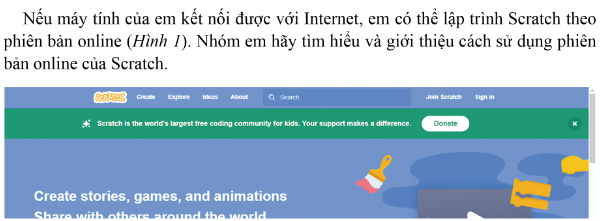 Nếu máy tính của em kết nối được với Internet, em có thể lập trình Scratch theo
phiên bản online (Hình 1). Nhóm em hãy tìm hiểu và giới thiệu cách sử dụng phiên
bản online của Scratch.
SCRATCH Create Explore Ideas About Search Join Scratch Sign in
Scratch is the world's largest free coding community for kids. Your support makes a difference. Donate
Create stories, games, and animations
Share with others around the world